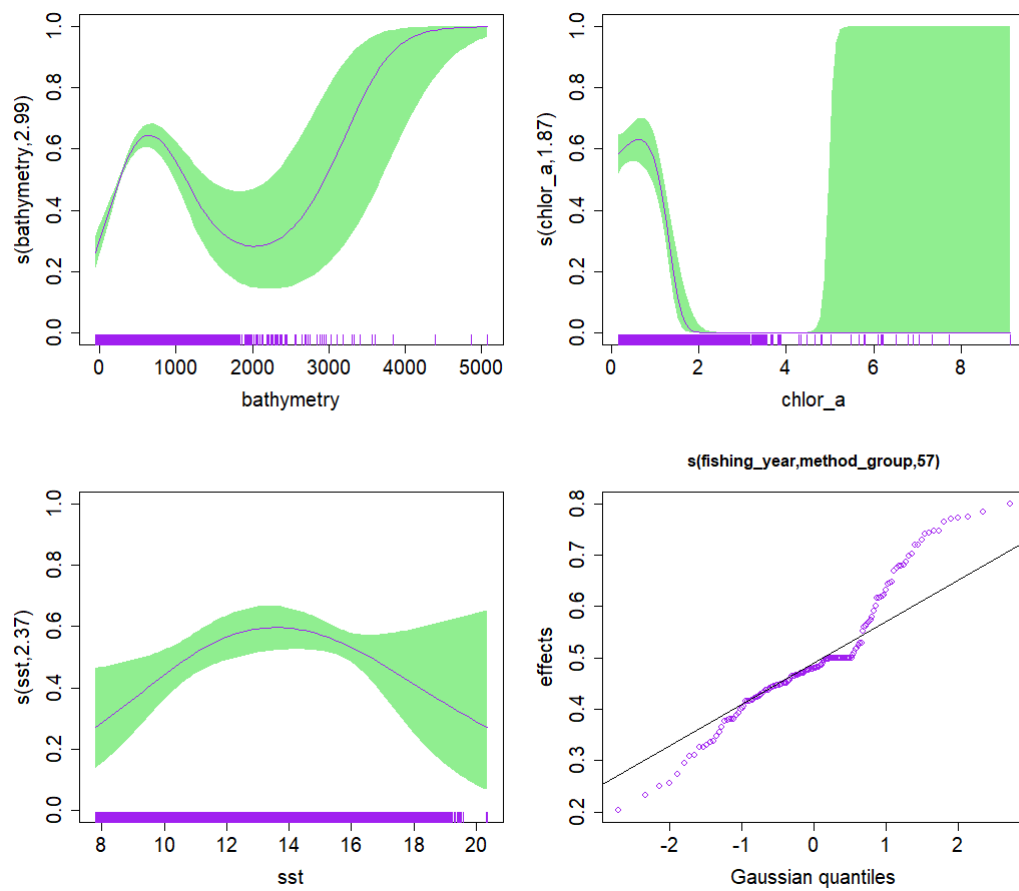 s(bathymetry,2.99)
0.0 0.2 0.4 0.6 0.8 1.0
0 1000 2000 3000 4000 5000
bathymetry
s(chlor_a,1.87)
0.0 0.2 0.4 0.6 0.8 1.0
0 2 4 6 8
chlor_a
s(sst,2.37)
0.0 0.2 0.4 0.6 0.8 1.0
8 10 12 14 16 18 20
sst
s(fishing_year,method_group,57)
effects
0.2 0.3 0.4 0.5 0.6 0.7 0.8
-2 -1 0 1 2
Gaussian quantiles